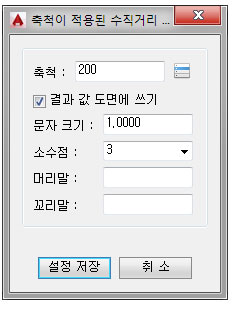 축척이 적용된 수직거리 ...
축척 : 200
결과 값 도면에 쓰기
문자 크기 : 1,0000
소수점 : 3
머리말 :
꼬리말 :
설정 저장 취 소